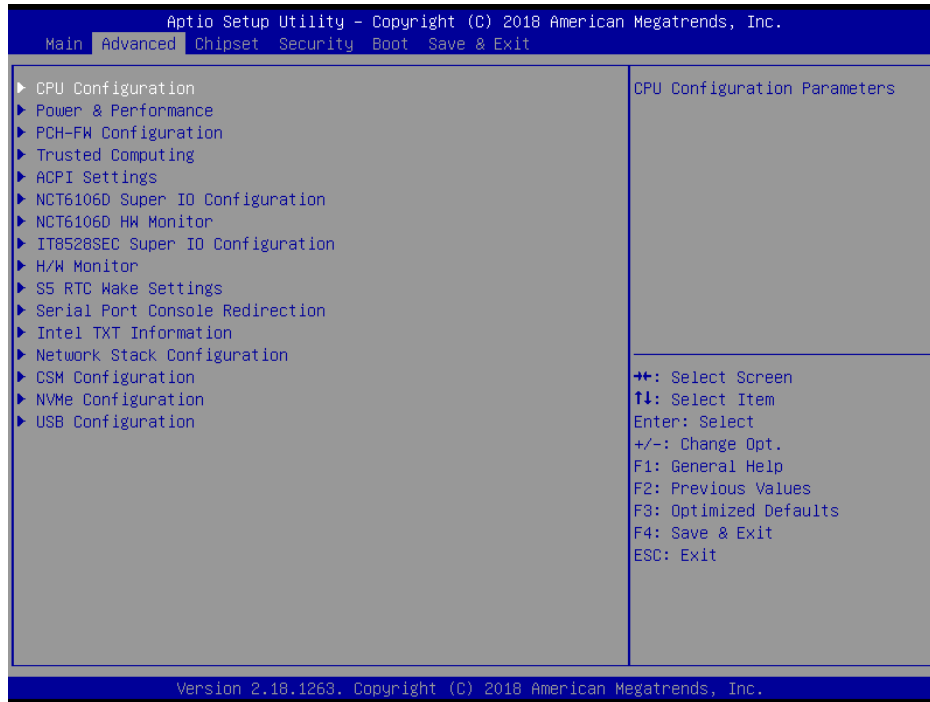 Aptio Setup Utility – Copyright (C) 2018 American Megatrends, Inc.
Main Advanced Chipset Security Boot Save & Exit
▶ CPU Configuration
▶ Power & Performance
▶ PCH-FW Configuration
▶ Trusted Computing
▶ ACPI Settings
▶ NCT6106D Super IO Configuration
▶ NCT6106D HW Monitor
▶ IT8528SEC Super IO Configuration
▶ H/W Monitor
▶ S5 RTC Wake Settings
▶ Serial Port Console Redirection
▶ Intel TXT Information
▶ Network Stack Configuration
▶ CSM Configuration
▶ NVMe Configuration
▶ USB Configuration
CPU Configuration Parameters
→←: Select Screen
↑↓: Select Item
Enter: Select
+/-: Change Opt.
F1: General Help
F2: Previous Values
F3: Optimized Defaults
F4: Save & Exit
ESC: Exit
Version 2.18.1263. Copyright (C) 2018 American Megatrends, Inc.